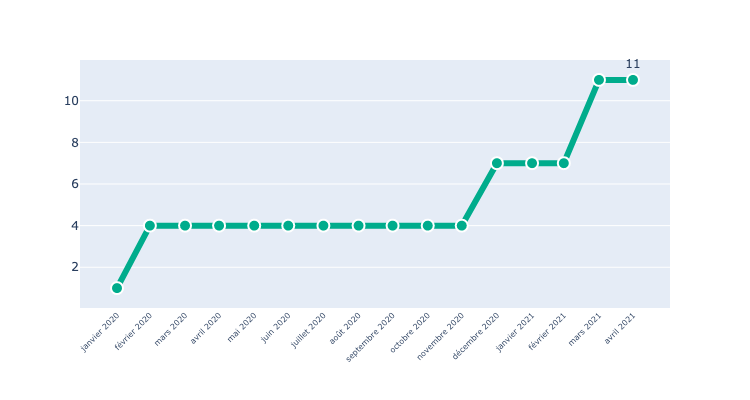 11
10
8
6
4
2
janvier 2020
février 2020
mars 2020
avril 2020
mai 2020
juin 2020
juillet 2020
août 2020
septembre 2020
octobre 2020
novembre 2020
décembre 2020
janvier 2021
février 2021
mars 2021
avril 2021